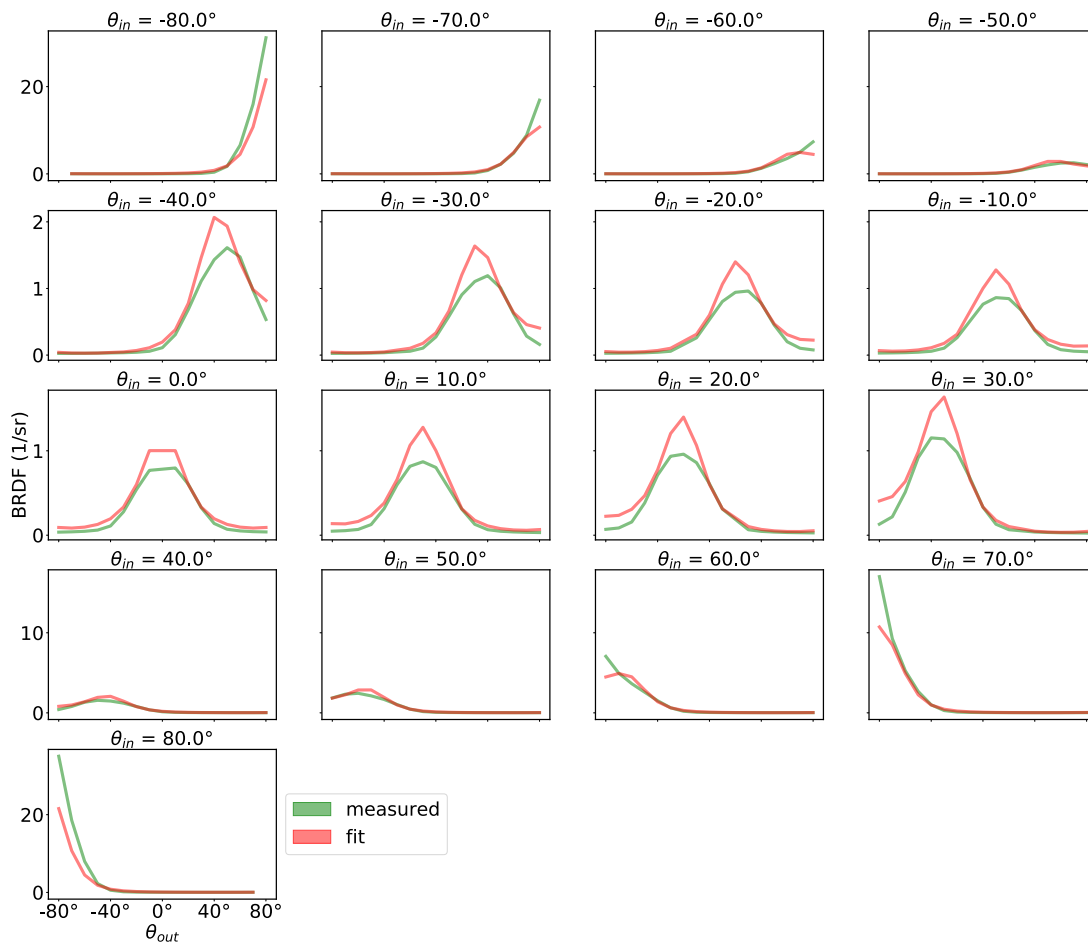 θin = -80.0° θin = -70.0° θin = -60.0° θin = -50.0°
20
0
θin = -40.0° θin = -30.0° θin = -20.0° θin = -10.0°
2
1
0
θin = 0.0° θin = 10.0° θin = 20.0° θin = 30.0°
BRDF (1/sr)
1
0
θin = 40.0° θin = 50.0° θin = 60.0° θin = 70.0°
10
0
θin = 80.0°
20
0
measured
fit
-80° -40° 0° 40° 80°
θout